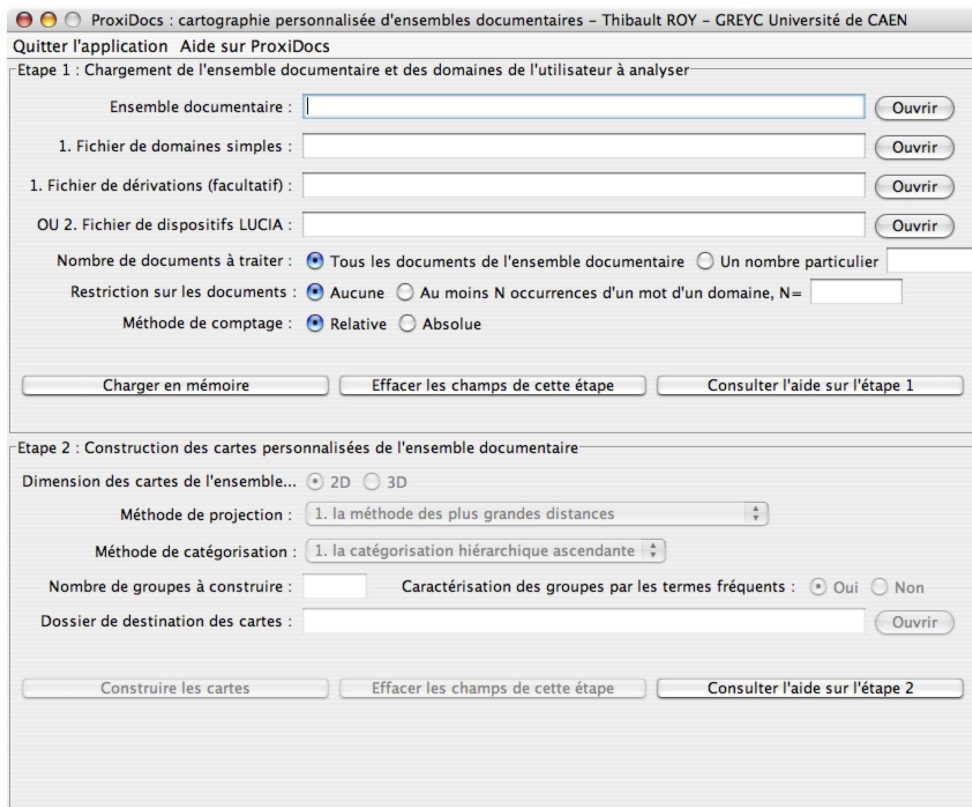 ProxiDocs : cartographie personnalisée d'ensembles documentaires – Thibault ROY – GREYC Université de CAEN
Quitter l'application Aide sur ProxiDocs
Etape 1 : Chargement de l'ensemble documentaire et des domaines de l'utilisateur à analyser
Ensemble documentaire : Ouvrir
1. Fichier de domaines simples : Ouvrir
1. Fichier de dérivations (facultatif) : Ouvrir
OU 2. Fichier de dispositifs LUCIA : Ouvrir
Nombre de documents à traiter : Tous les documents de l'ensemble documentaire Un nombre particulier
Restriction sur les documents : Aucune Au moins N occurrences d'un mot d'un domaine, N=
Méthode de comptage : Relative Absolue
Charger en mémoire Effacer les champs de cette étape Consulter l'aide sur l'étape 1
Etape 2 : Construction des cartes personnalisées de l'ensemble documentaire
Dimension des cartes de l'ensemble... 2D 3D
Méthode de projection : 1. la méthode des plus grandes distances
Méthode de catégorisation : 1. la catégorisation hiérarchique ascendante
Nombre de groupes à construire : Caractérisation des groupes par les termes fréquents : Oui Non
Dossier de destination des cartes : Ouvrir
Construire les cartes Effacer les champs de cette étape Consulter l'aide sur l'étape 2